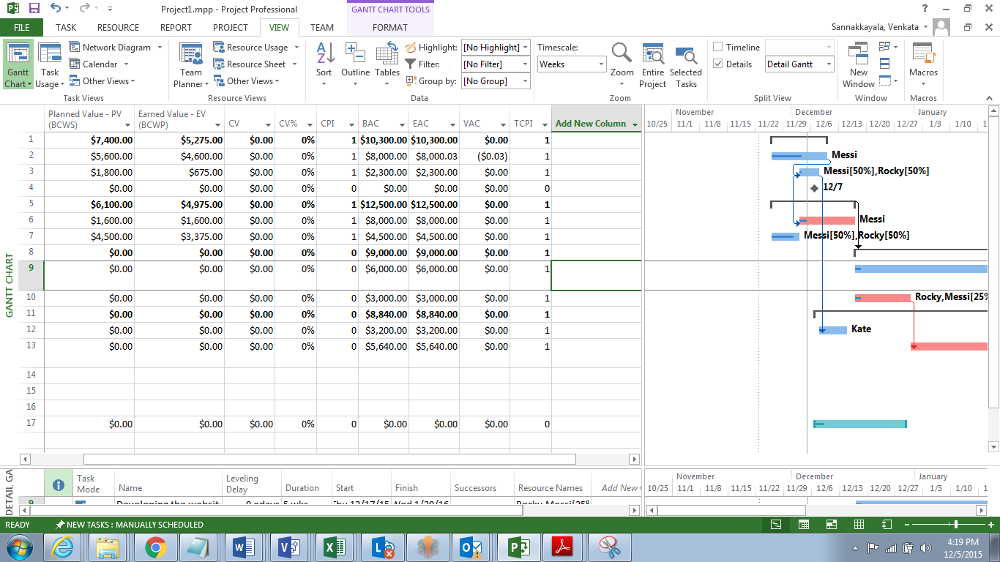 Project1.mpp - Project Professional
GANTT CHART TOOLS
FILE TASK RESOURCE REPORT PROJECT VIEW TEAM FORMAT
Sannakkayala, Venkata
Gantt Chart
Task Usage
Network Diagram
Calendar
Other Views
Task Views
Team Planner
Resource Usage
Resource Sheet
Other Views
Resource Views
Sort
Outline
Tables
Highlight: [No Highlight]
Filter: [No Filter]
Group by: [No Group]
Data
Timescale:
Weeks
Zoom
Entire Project
Selected Tasks
Zoom
Timeline
Details Detail Gantt
Split View
New Window
Window
Macros
Macros
Planned Value - PV (BCWS) Earned Value - EV (BCWP) CV CV% CPI BAC EAC VAC TCPI Add New Column
1 $7,400.00 $5,275.00 $0.00 0% 1 $10,300.00 $10,300.00 $0.00 1
2 $5,600.00 $4,600.00 $0.00 0% 1 $8,000.00 $8,000.03 ($0.03) 1
3 $1,800.00 $675.00 $0.00 0% 1 $2,300.00 $2,300.00 $0.00 1
4 $0.00 $0.00 $0.00 0% 0 $0.00 $0.00 $0.00 0
5 $6,100.00 $4,975.00 $0.00 0% 1 $12,500.00 $12,500.00 $0.00 1
6 $1,600.00 $1,600.00 $0.00 0% 1 $8,000.00 $8,000.00 $0.00 1
7 $4,500.00 $3,375.00 $0.00 0% 1 $4,500.00 $4,500.00 $0.00 1
8 $0.00 $0.00 $0.00 0% 0 $9,000.00 $9,000.00 $0.00 1
9 $0.00 $0.00 $0.00 0% 0 $6,000.00 $6,000.00 $0.00 1
10 $0.00 $0.00 $0.00 0% 0 $3,000.00 $3,000.00 $0.00 1
11 $0.00 $0.00 $0.00 0% 0 $8,840.00 $8,840.00 $0.00 1
12 $0.00 $0.00 $0.00 0% 0 $3,200.00 $3,200.00 $0.00 1
13 $0.00 $0.00 $0.00 0% 0 $5,640.00 $5,640.00 $0.00 1
14
15
16
17 $0.00 $0.00 $0.00 0% 0 $0.00 $0.00 $0.00 0
GANTT CHART
November December January
10/25 11/1 11/8 11/15 11/22 11/29 12/6 12/13 12/20 12/27 1/3 1/10 1
Messi
Messi[50%],Rocky[50%]
12/7
Messi
Messi[50%],Rocky[50%]
Rocky,Messi[25%
Kate
DETAIL GA
Task Mode Name Leveling Delay Duration Start Finish Successors Resource Names Add New
9 Developing the website 0 edays 5 wks Thu 12/17/15 Wed 1/20/16 Rocky,Messi[25%
November December January
10/25 11/1 11/8 11/15 11/22 11/29 12/6 12/13 12/20 12/27 1/3 1/10 1
READY NEW TASKS : MANUALLY SCHEDULED
4:19 PM
12/5/2015